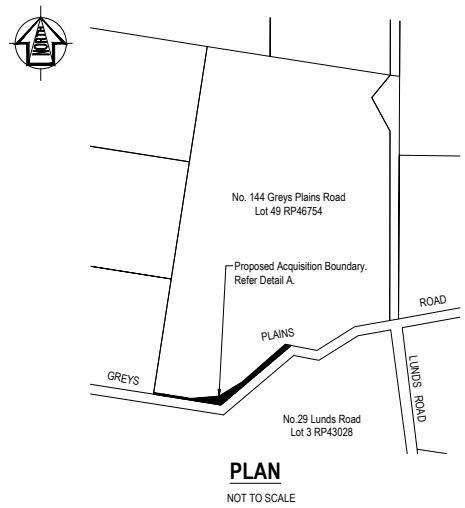 NORTH
No. 144 Greys Plains Road
Lot 49 RP46754
Proposed Acquisition Boundary.
Refer Detail A.
GREYS
PLAINS
ROAD
LUNDS ROAD
No.29 Lunds Road
Lot 3 RP43028
PLAN
NOT TO SCALE